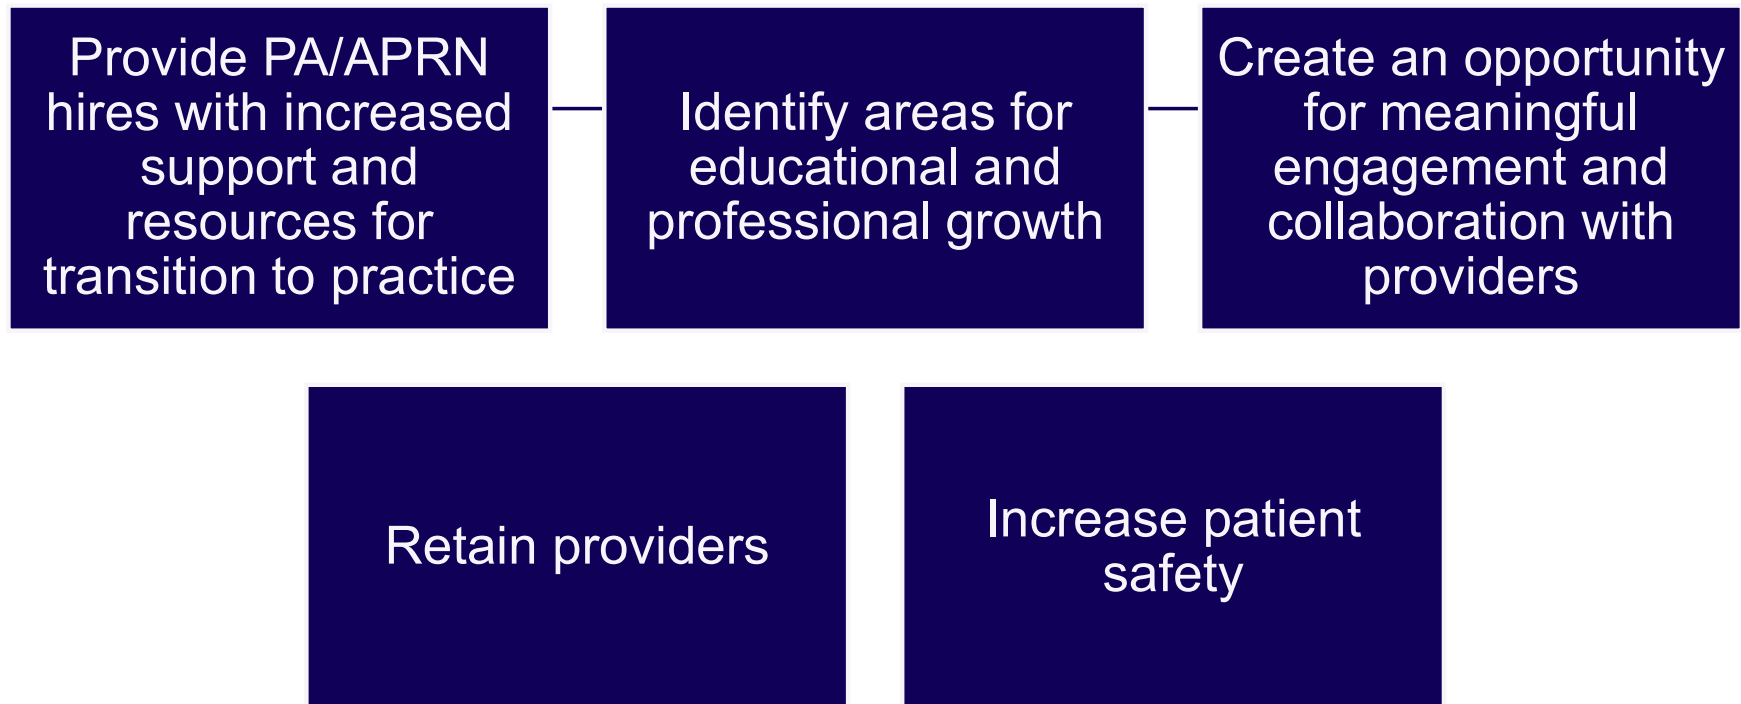 Provide PA/APRN
hires with increased
support and
resources for
transition to practice
Identify areas for
educational and
professional growth
Create an opportunity
for meaningful
engagement and
collaboration with
providers
Retain providers
Increase patient
safety